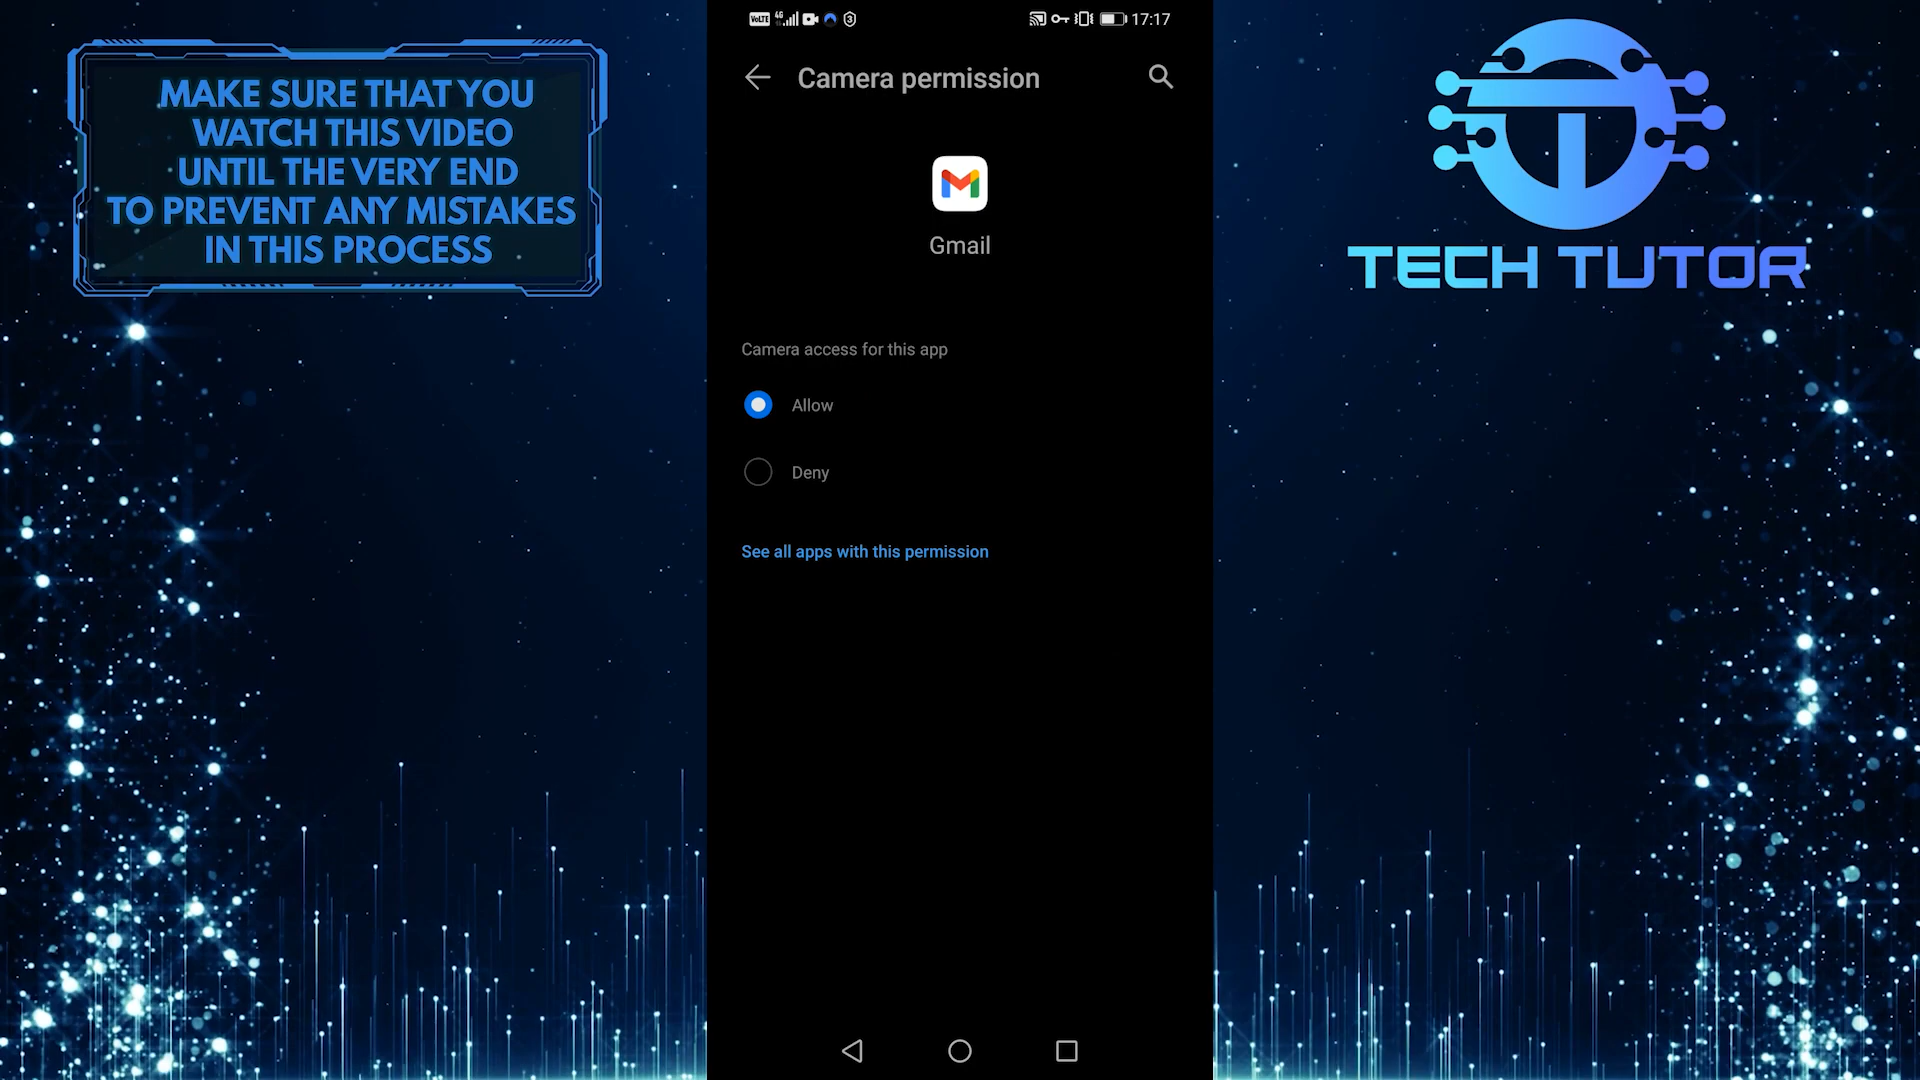 MAKE SURE THAT YOU
WATCH THIS VIDEO
UNTIL THE VERY END
TO PREVENT ANY MISTAKES
IN THIS PROCESS
VoLTE 4G 17:17
Camera permission
Gmail
Camera access for this app
Allow
Deny
See all apps with this permission
TECH TUTOR